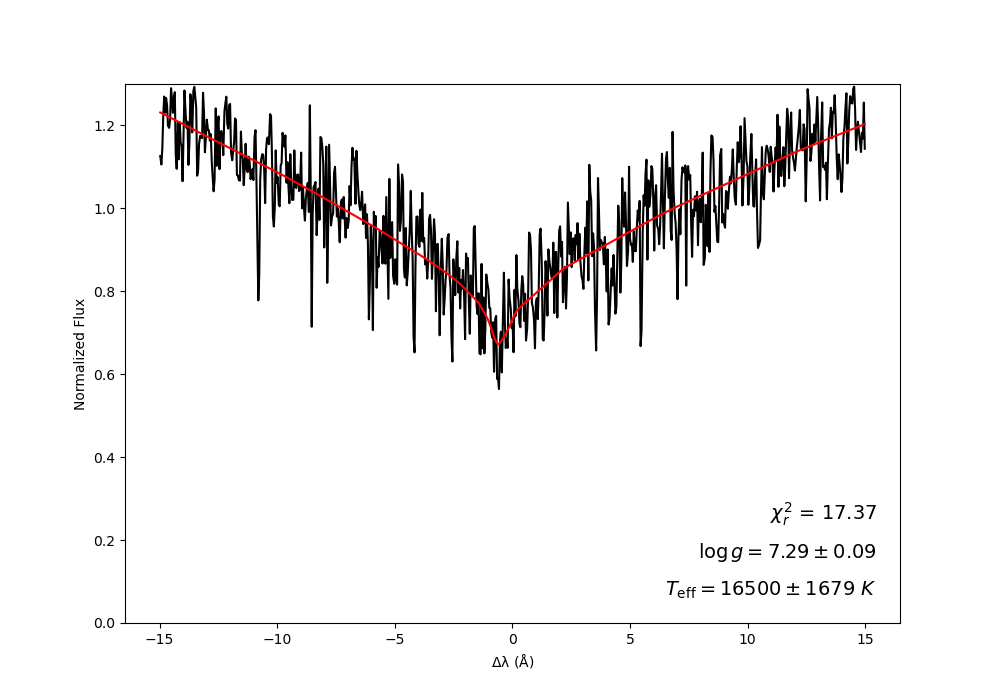 1.2
1.0
0.8
0.6
0.4
0.2
0.0
Normalized Flux
χ²ᵣ = 17.37
log g = 7.29 ± 0.09
T_eff = 16500 ± 1679 K
−15 −10 −5 0 5 10 15
Δλ (Å)